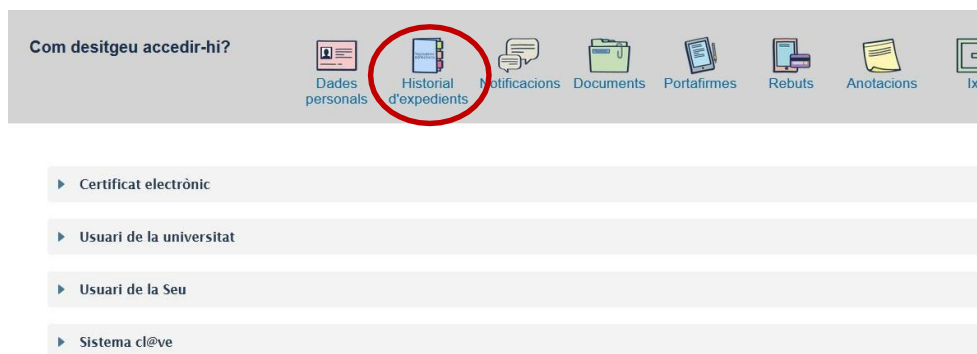 Com desitgeu accedir-hi?
Dades personals
Historial d'expedients
Notificacions
Documents
Portafirmes
Rebuts
Anotacions
Certificat electrònic
Usuari de la universitat
Usuari de la Seu
Sistema cl@ve